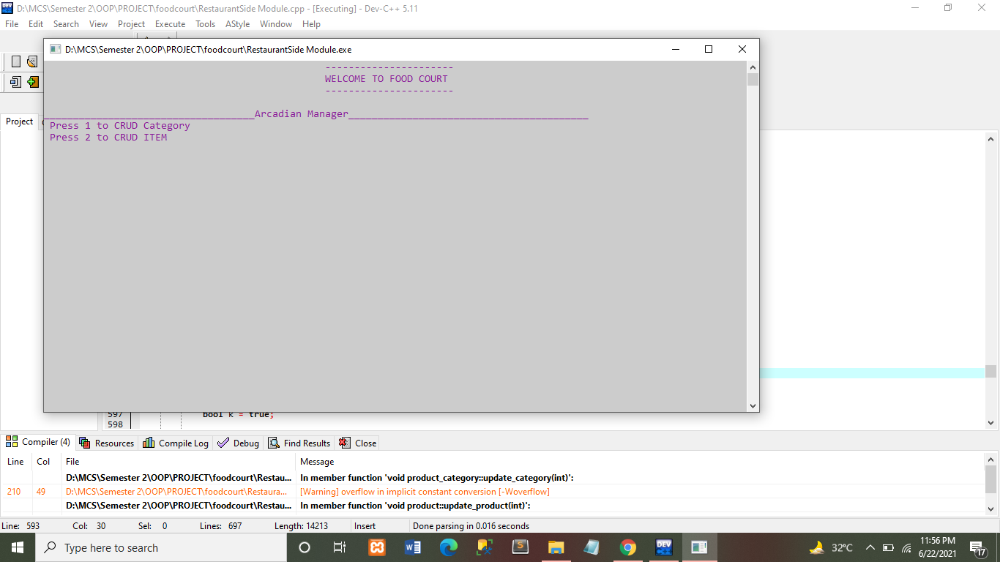 D:\MCS\Semester 2\OOP\PROJECT\foodcourt\RestaurantSide Module.cpp - [Executing] - Dev-C++ 5.11
File Edit Search View Project Execute Tools AStyle Window Help
D:\MCS\Semester 2\OOP\PROJECT\foodcourt\RestaurantSide Module.exe
----------------------
WELCOME TO FOOD COURT
----------------------
____________________________________Arcadian Manager_________________________________________
Press 1 to CRUD Category
Press 2 to CRUD ITEM
Project
597 bool k = true;
598
Compiler (4) Resources Compile Log Debug Find Results Close
Line Col File Message
D:\MCS\Semester 2\OOP\PROJECT\foodcourt\Restau... In member function 'void product_category::update_category(int)':
210 49 D:\MCS\Semester 2\OOP\PROJECT\foodcourt\Restaura... [Warning] overflow in implicit constant conversion [-Woverflow]
D:\MCS\Semester 2\OOP\PROJECT\foodcourt\Restau... In member function 'void product::update_product(int)':
Line: 593 Col: 30 Sel: 0 Lines: 697 Length: 14213 Insert Done parsing in 0.016 seconds
Type here to search
DEV
32°C
11:56 PM
6/22/2021
17